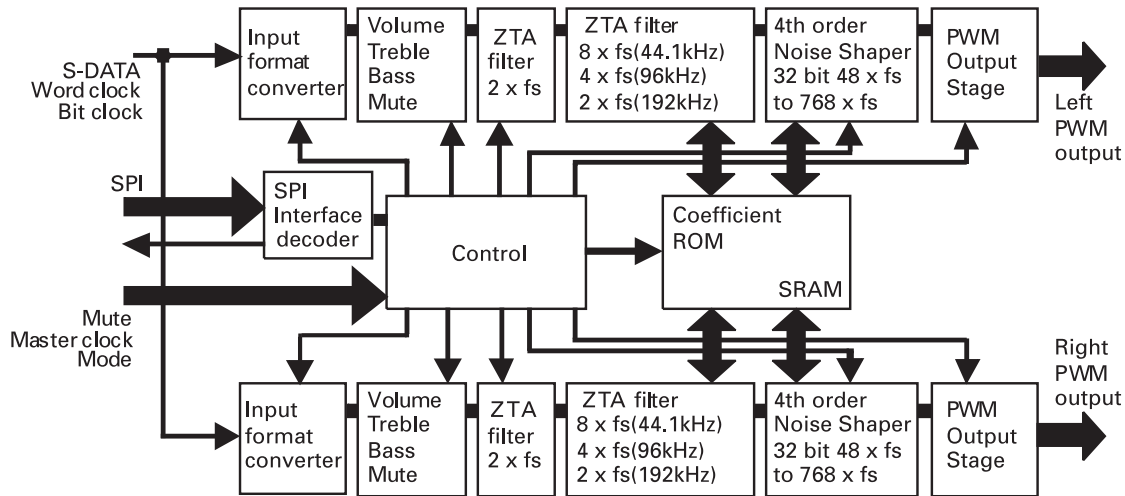 S-DATA
Word clock
Bit clock
Input
format
converter
Volume
Treble
Bass
Mute
ZTA
filter
2 x fs
ZTA filter
8 x fs(44.1kHz)
4 x fs(96kHz)
2 x fs(192kHz)
4th order
Noise Shaper
32 bit 48 x fs
to 768 x fs
PWM
Output
Stage
Left
PWM
output
SPI
SPI
Interface
decoder
Control
Coefficient
ROM
SRAM
Mute
Master clock
Mode
Input
format
converter
Volume
Treble
Bass
Mute
ZTA
filter
2 x fs
ZTA filter
8 x fs(44.1kHz)
4 x fs(96kHz)
2 x fs(192kHz)
4th order
Noise Shaper
32 bit 48 x fs
to 768 x fs
PWM
Output
Stage
Right
PWM
output